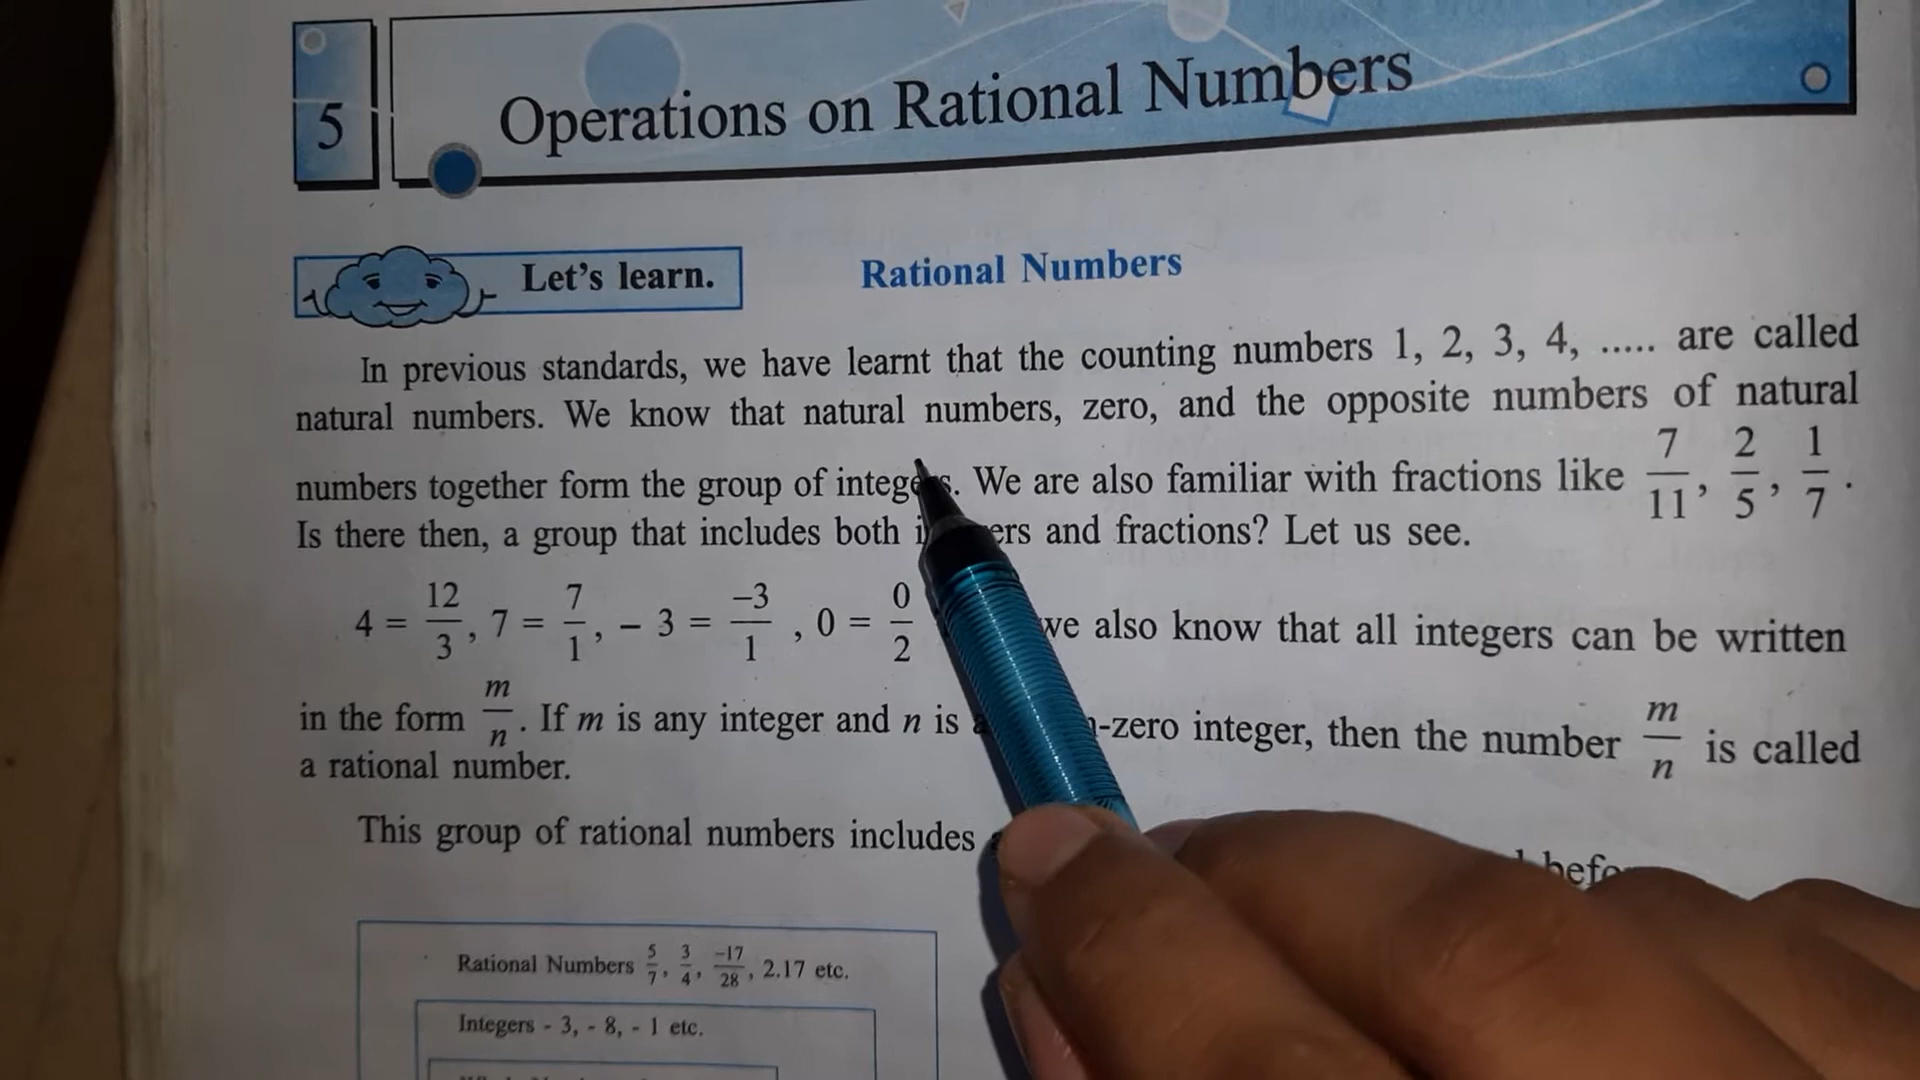 5
Operations on Rational Numbers
Let's learn.
Rational Numbers
In previous standards, we have learnt that the counting numbers 1, 2, 3, 4, ..... are called
natural numbers. We know that natural numbers, zero, and the opposite numbers of natural
numbers together form the group of integers. We are also familiar with fractions like 7/11, 2/5, 1/7.
Is there then, a group that includes both integers and fractions? Let us see.
4 = 12/3, 7 = 7/1, - 3 = -3/1, 0 = 0/2 we also know that all integers can be written
in the form m/n. If m is any integer and n is non-zero integer, then the number m/n is called
a rational number.
This group of rational numbers includes
Rational Numbers 5/7, 3/4, -17/28, 2.17 etc.
Integers - 3, - 8, - 1 etc.